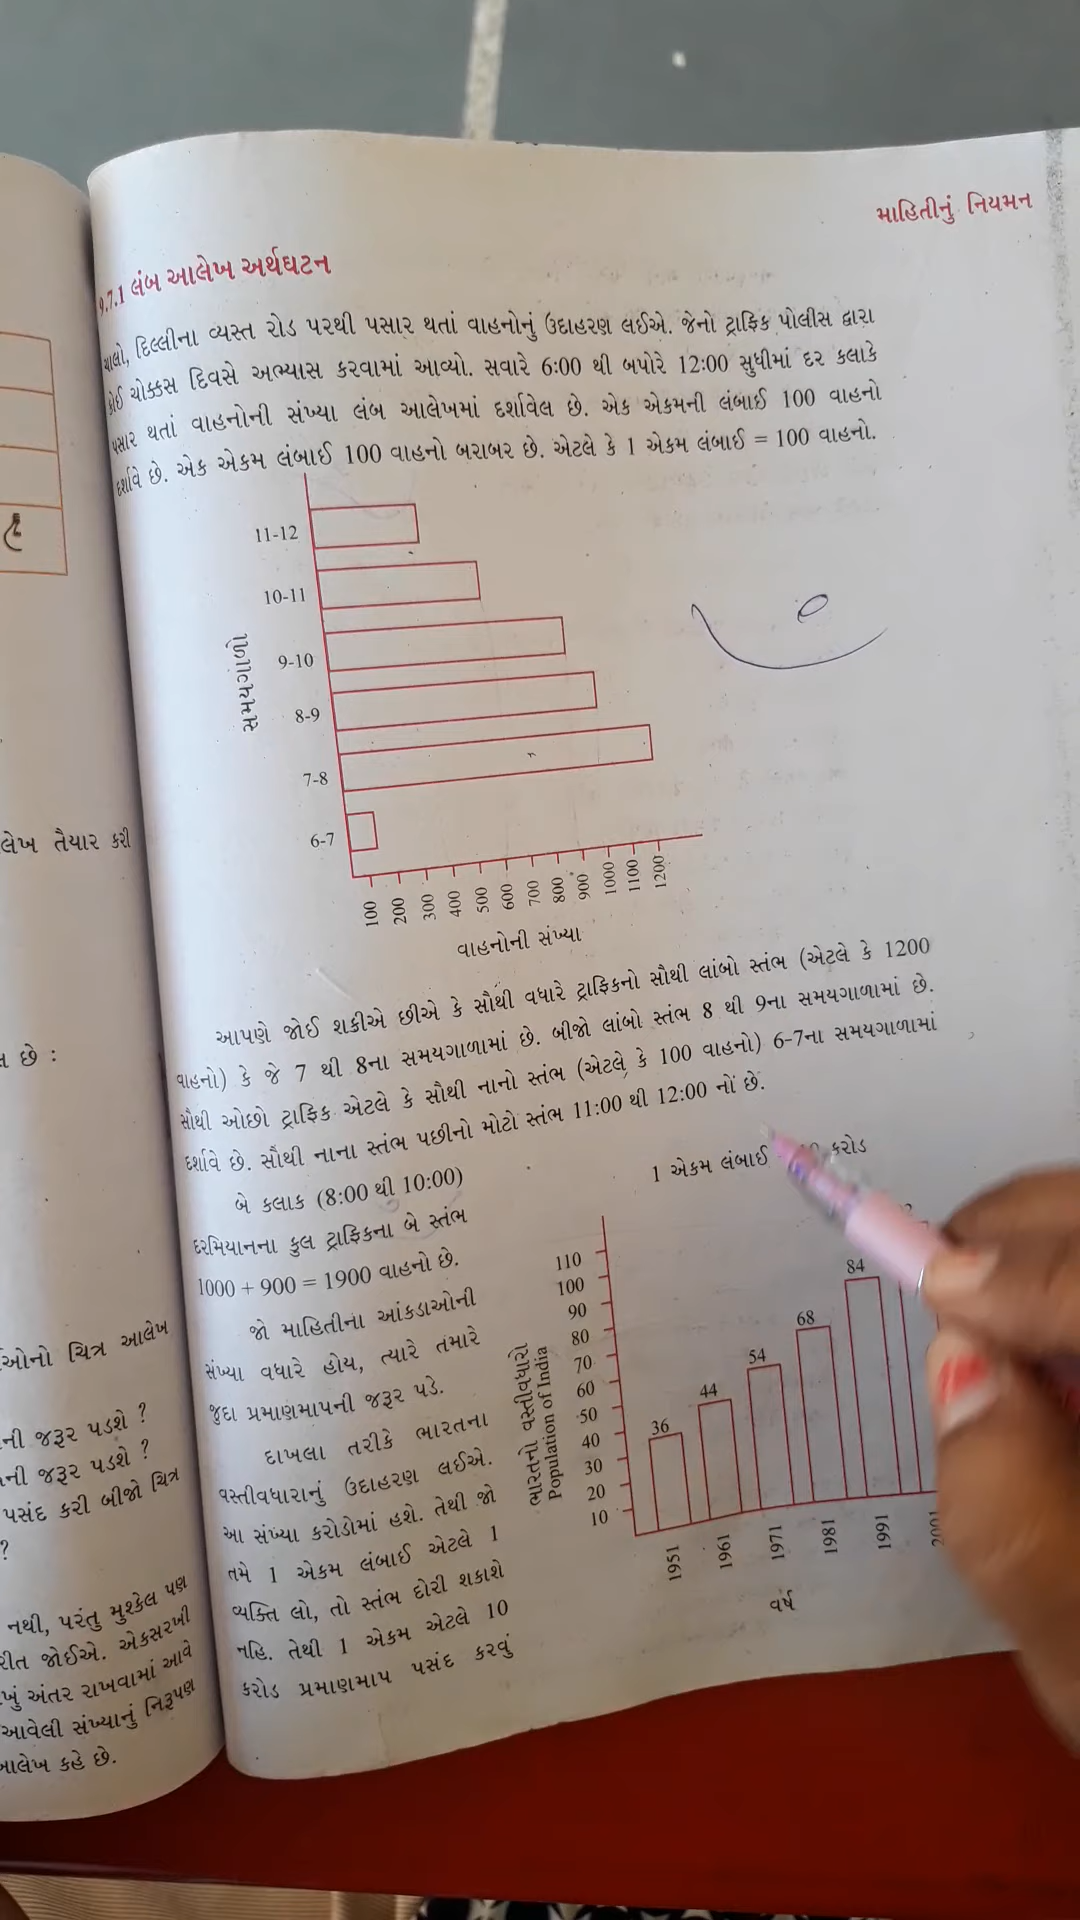 માહિતીનું નિયમન
9.7.1 લંબ આલેખ અર્થઘટન
ચાલો, દિલ્લીના વ્યસ્ત રોડ પરથી પસાર થતાં વાહનોનું ઉદાહરણ લઈએ. જેનો ટ્રાફિક પોલીસ દ્વારા
કોઈ ચોક્કસ દિવસે અભ્યાસ કરવામાં આવ્યો. સવારે 6:00 થી બપોરે 12:00 સુધીમાં દર કલાકે
પસાર થતાં વાહનોની સંખ્યા લંબ આલેખમાં દર્શાવેલ છે. એક એકમની લંબાઈ 100 વાહનો
દર્શાવે છે. એક એકમ લંબાઈ 100 વાહનો બરાબર છે. એટલે કે 1 એકમ લંબાઈ = 100 વાહનો.
11-12
10-11
9-10
8-9
7-8
6-7
સમયગાળો
100 200 300 400 500 600 700 800 900 1000 1100 1200
વાહનોની સંખ્યા
આપણે જોઈ શકીએ છીએ કે સૌથી વધારે ટ્રાફિકનો સૌથી લાંબો સ્તંભ (એટલે કે 1200
વાહનો) કે જે 7 થી 8ના સમયગાળામાં છે. બીજો લાંબો સ્તંભ 8 થી 9ના સમયગાળામાં છે.
સૌથી ઓછો ટ્રાફિક એટલે કે સૌથી નાનો સ્તંભ (એટલે કે 100 વાહનો) 6-7ના સમયગાળામાં
દર્શાવે છે. સૌથી નાના સ્તંભ પછીનો મોટો સ્તંભ 11:00 થી 12:00 નોં છે.
બે કલાક (8:00 થી 10:00)
દરમિયાનના કુલ ટ્રાફિકના બે સ્તંભ
1000 + 900 = 1900 વાહનો છે.
જો માહિતીના આંકડાઓની
સંખ્યા વધારે હોય, ત્યારે તમારે
જુદા પ્રમાણમાપની જરૂર પડે.
દાખલા તરીકે ભારતના
વસ્તીવધારાનું ઉદાહરણ લઈએ.
આ સંખ્યા કરોડોમાં હશે. તેથી જો
તમે 1 એકમ લંબાઈ એટલે 1
વ્યક્તિ લો, તો સ્તંભ દોરી શકાશે
નહિ. તેથી 1 એકમ એટલે 10
કરોડ પ્રમાણમાપ પસંદ કરવું
1 એકમ લંબાઈ કરોડ
110
100
90
80
70
60
50
40
30
20
10
ભારતનો વસ્તીવધારો
Population of India
36 44 54 68 84
1951 1961 1971 1981 1991 2001
વર્ષ
લેખ તૈયાર કરી
છે :
ઓનો ચિત્ર આલેખ
ની જરૂર પડશે ?
ની જરૂર પડશે ?
પસંદ કરી બીજો ચિત્ર
?
નથી, પરંતુ મુશ્કેલ પણ
રીત જોઈએ. એકસરખી
ખું અંતર રાખવામાં આવે
આવેલી સંખ્યાનું નિરૂપણ
આલેખ કહે છે.